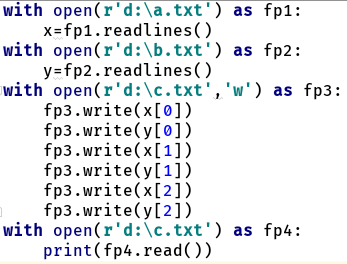 with open(r'd:\a.txt') as fp1:
    x=fp1.readlines()
with open(r'd:\b.txt') as fp2:
    y=fp2.readlines()
with open(r'd:\c.txt','w') as fp3:
    fp3.write(x[0])
    fp3.write(y[0])
    fp3.write(x[1])
    fp3.write(y[1])
    fp3.write(x[2])
    fp3.write(y[2])
with open(r'd:\c.txt') as fp4:
    print(fp4.read())